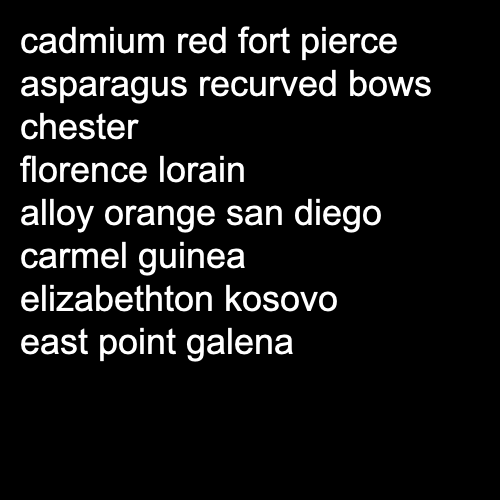 cadmium red fort pierce
asparagus recurved bows
chester
florence lorain
alloy orange san diego
carmel guinea
elizabethton kosovo
east point galena